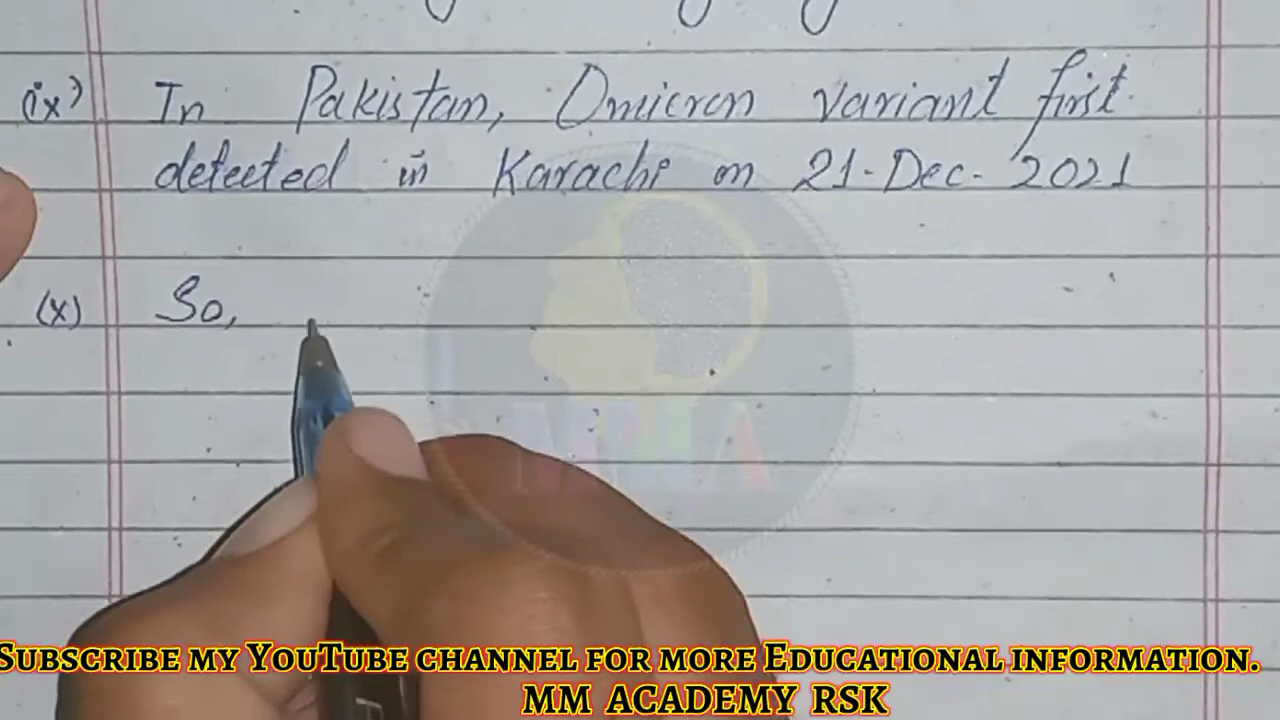 (ix) In Pakistan, Omicron variant first
detected in Karachi on 21-Dec-2021
(x) So,
Subscribe my YouTube channel for more Educational information.
MM ACADEMY RSK